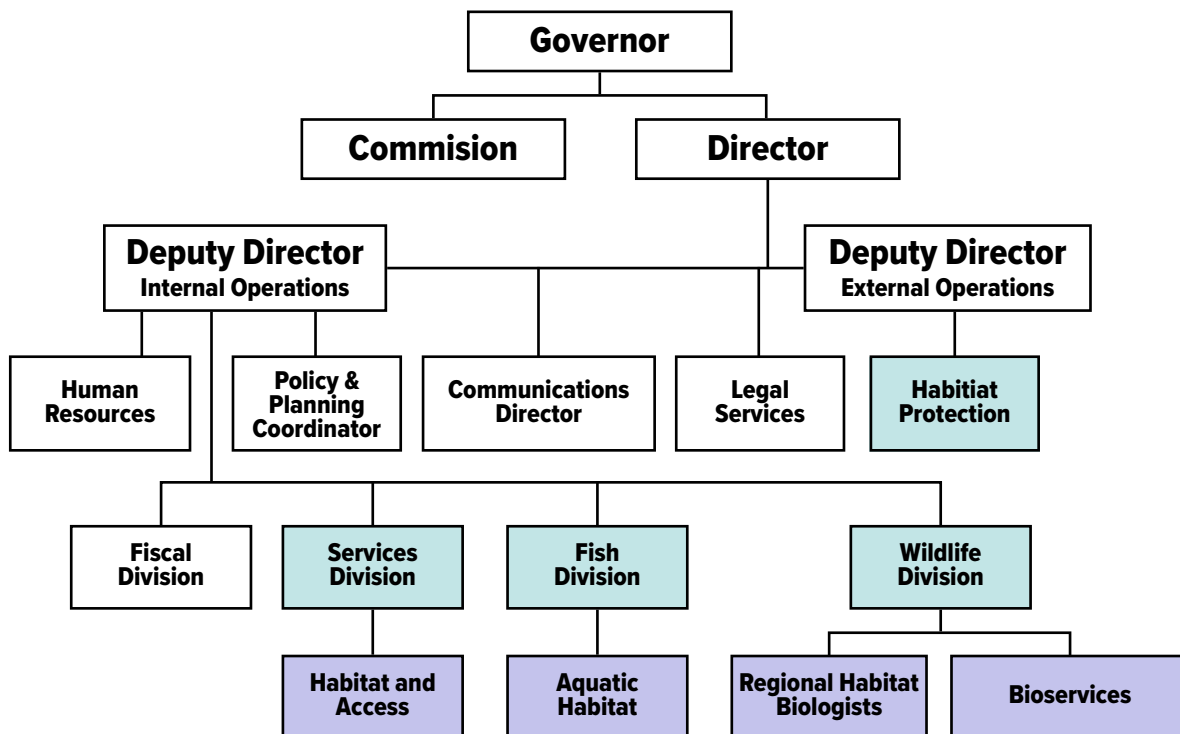 Governor
Commision
Director
Deputy Director
Internal Operations
Deputy Director
External Operations
Human
Resources
Policy &
Planning
Coordinator
Communications
Director
Legal
Services
Habitiat
Protection
Fiscal
Division
Services
Division
Fish
Division
Wildlife
Division
Habitat and
Access
Aquatic
Habitat
Regional Habitat
Biologists
Bioservices